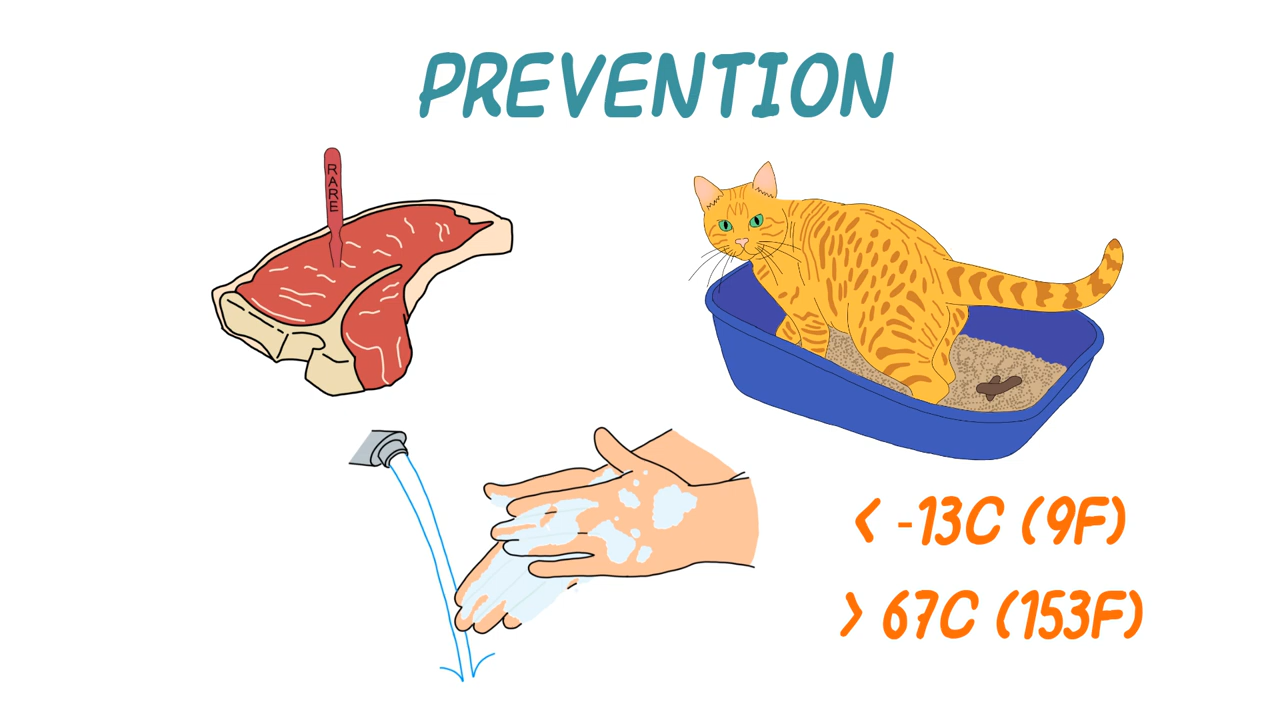 PREVENTION
RARE
< -13C (9F)
> 67C (153F)